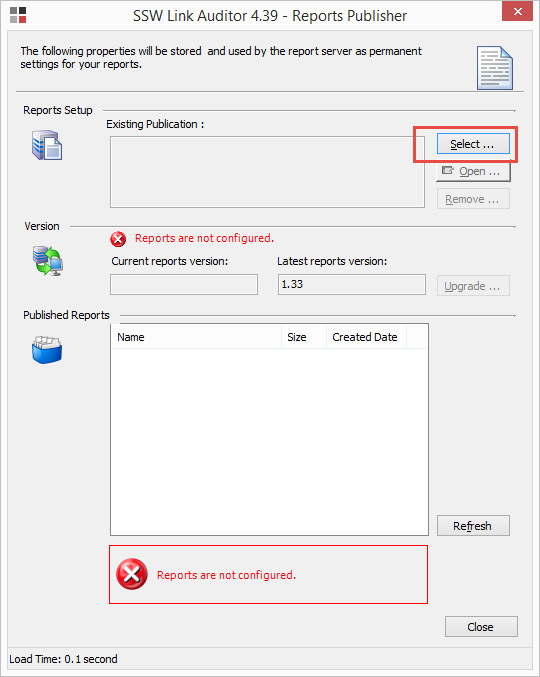 SSW Link Auditor 4.39 - Reports Publisher
The following properties will be stored and used by the report server as permanent
settings for your reports.
Reports Setup
Existing Publication :
Select ...
Open ...
Remove ...
Version
Reports are not configured.
Current reports version:
Latest reports version:
1.33
Upgrade ...
Published Reports
Name Size Created Date
Refresh
Reports are not configured.
Close
Load Time: 0.1 second